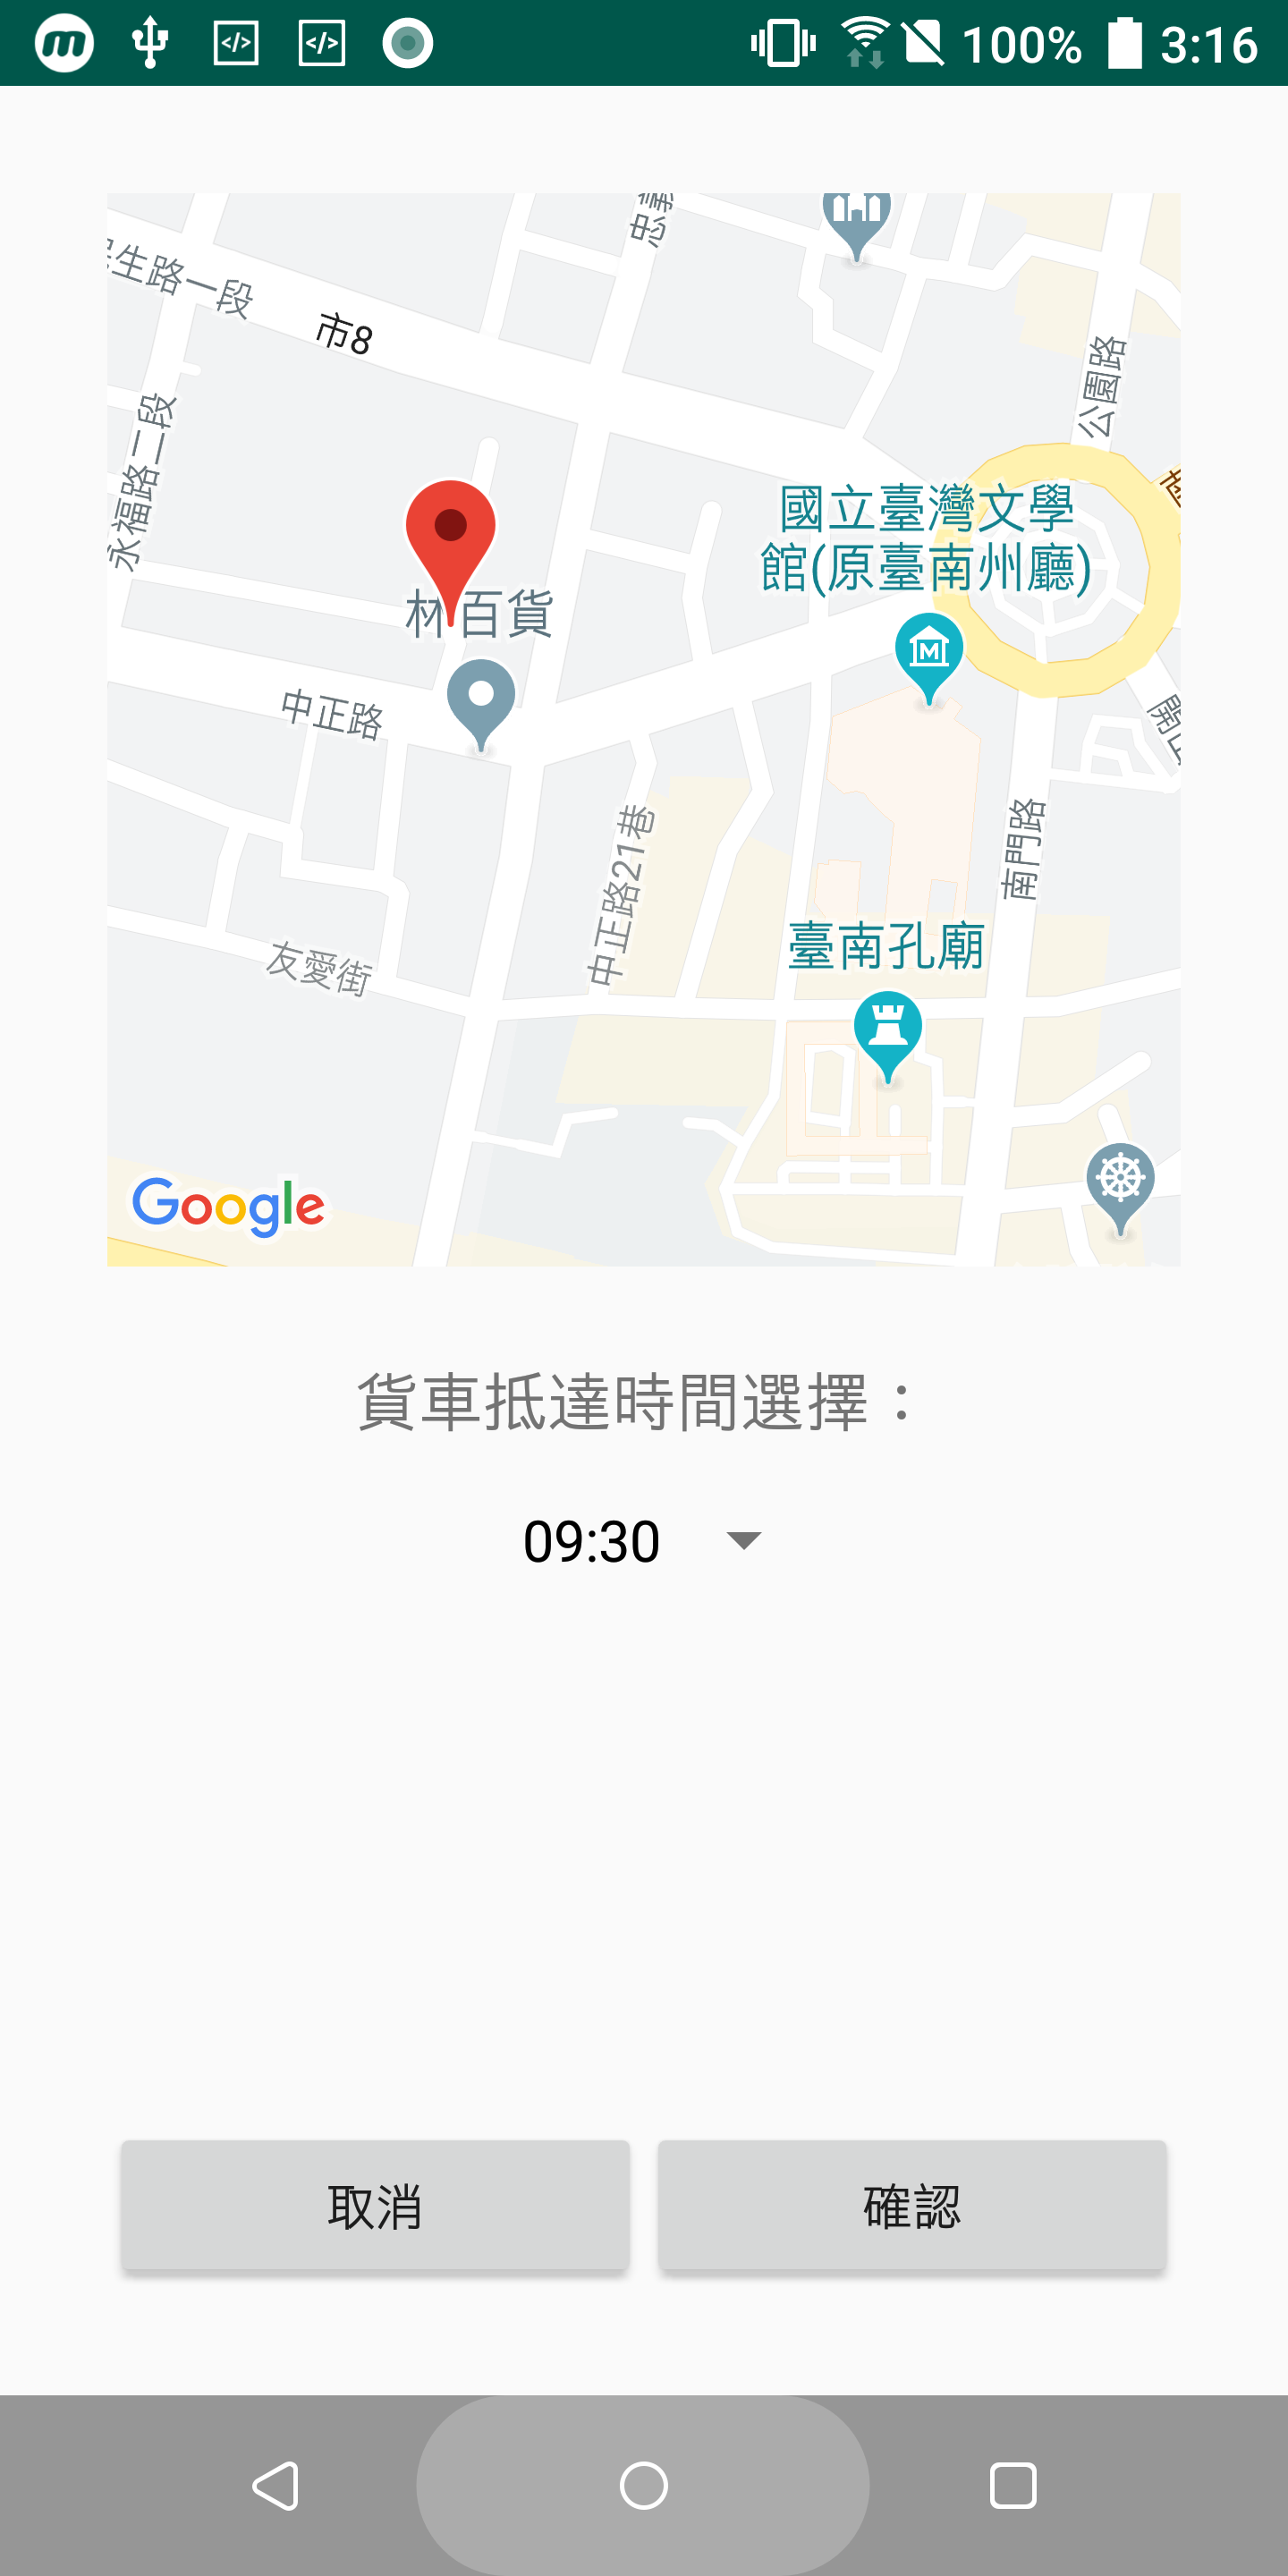 100% 3:16
生路一段
市8
公園路
永福路二段
國立臺灣文學
館(原臺南州廳)
林百貨
中正路
中正路21巷
南門路
友愛街
臺南孔廟
Google
貨車抵達時間選擇：
09:30
取消
確認